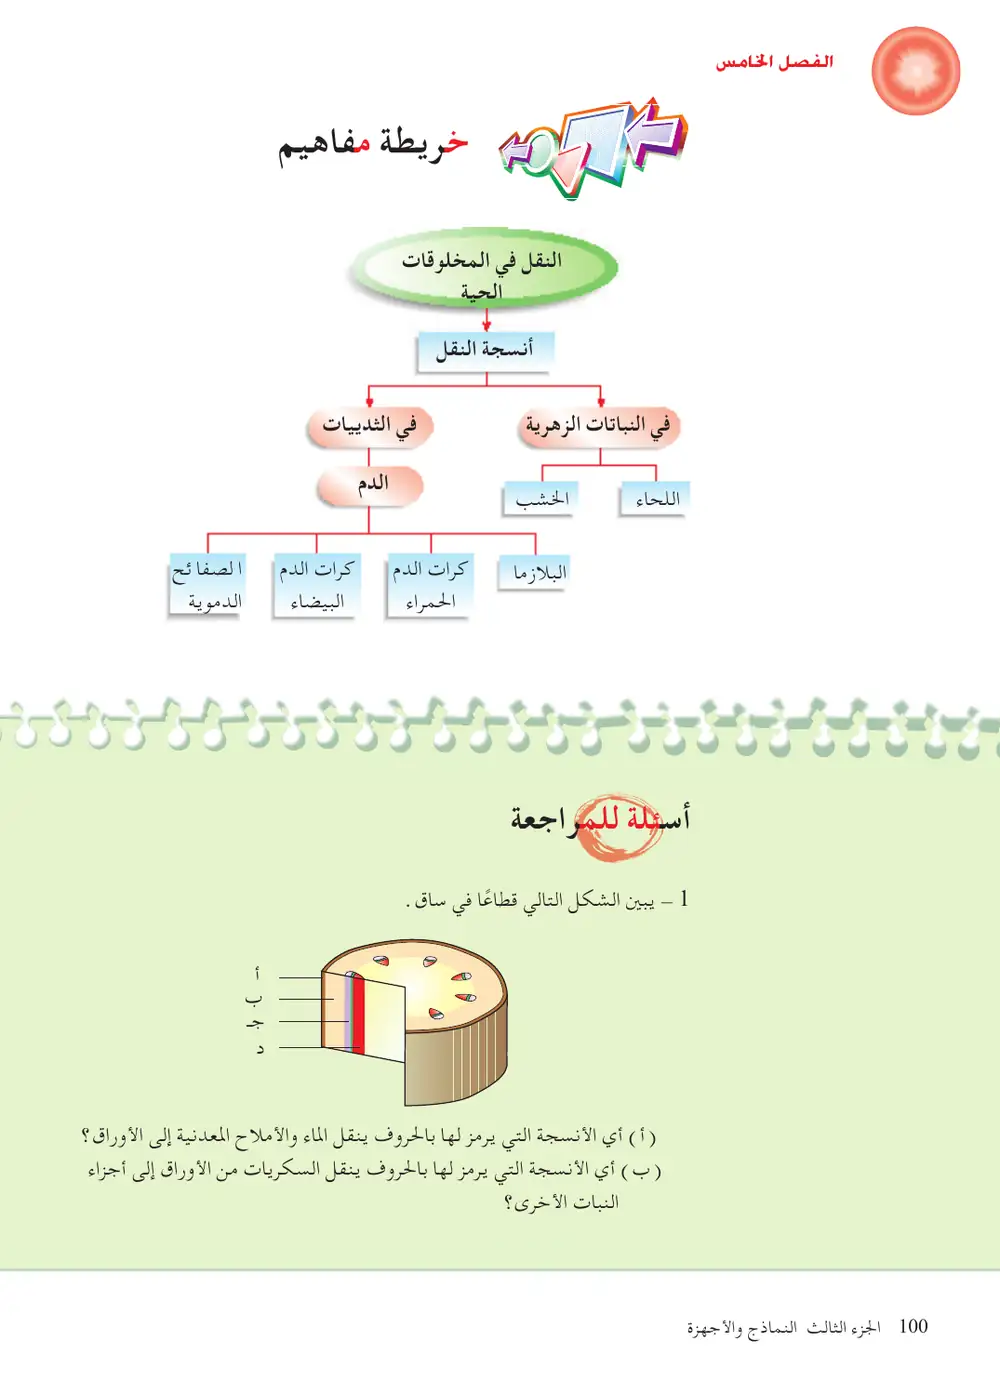 الفصل الخامس
خريطة مفاهيم
النقل في المخلوقات
الحية
أنسجة النقل
في النباتات الزهرية
في الثدييات
اللحاء
الخشب
الدم
البلازما
كرات الدم
الحمراء
كرات الدم
البيضاء
الصفائح
الدموية
أسئلة للمراجعة
1 – يبين الشكل التالي قطاعًا في ساق .
أ
ب
جـ
د
( أ ) أي الأنسجة التي يرمز لها بالحروف ينقل الماء والأملاح المعدنية إلى الأوراق؟
( ب ) أي الأنسجة التي يرمز لها بالحروف ينقل السكريات من الأوراق إلى أجزاء
النبات الأخرى؟
100 الجزء الثالث النماذج والأجهزة